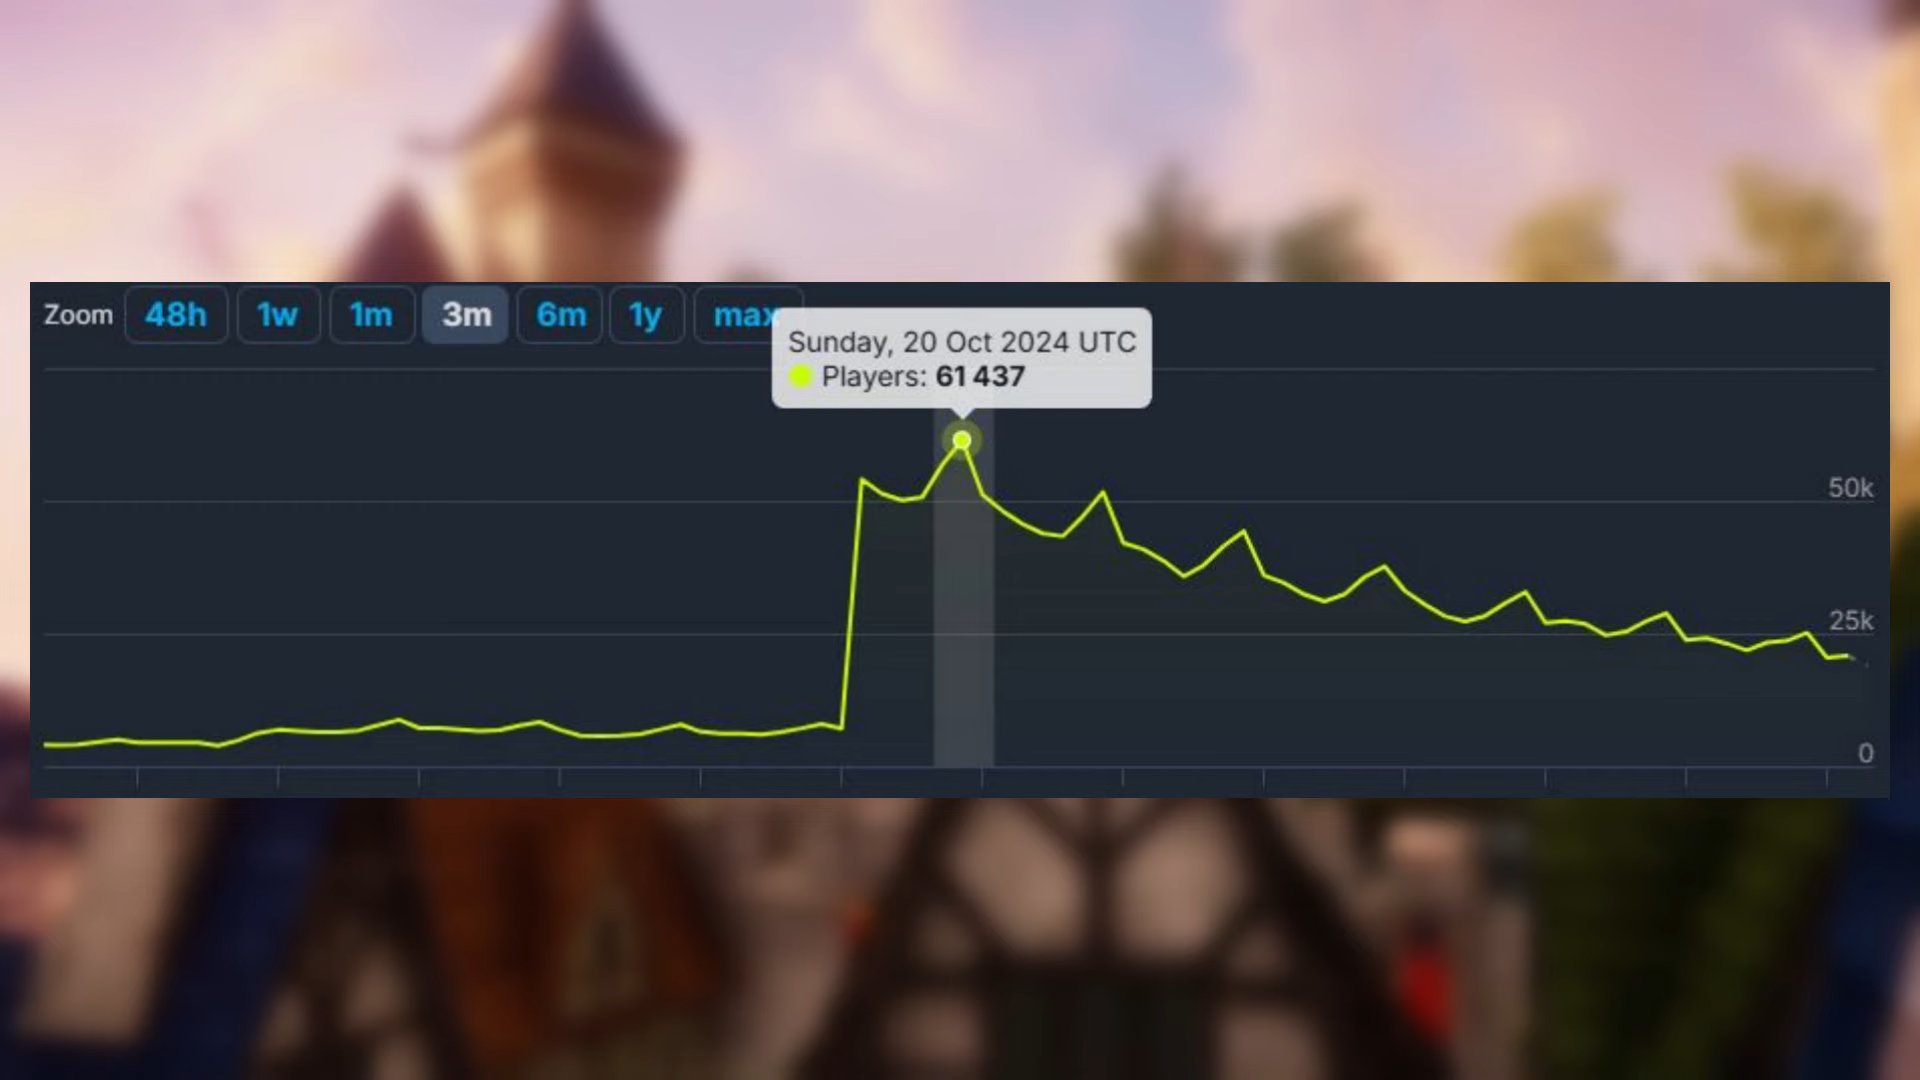 Zoom 48h 1w 1m 3m 6m 1y max
Sunday, 20 Oct 2024 UTC
Players: 61 437
50k
25k
0